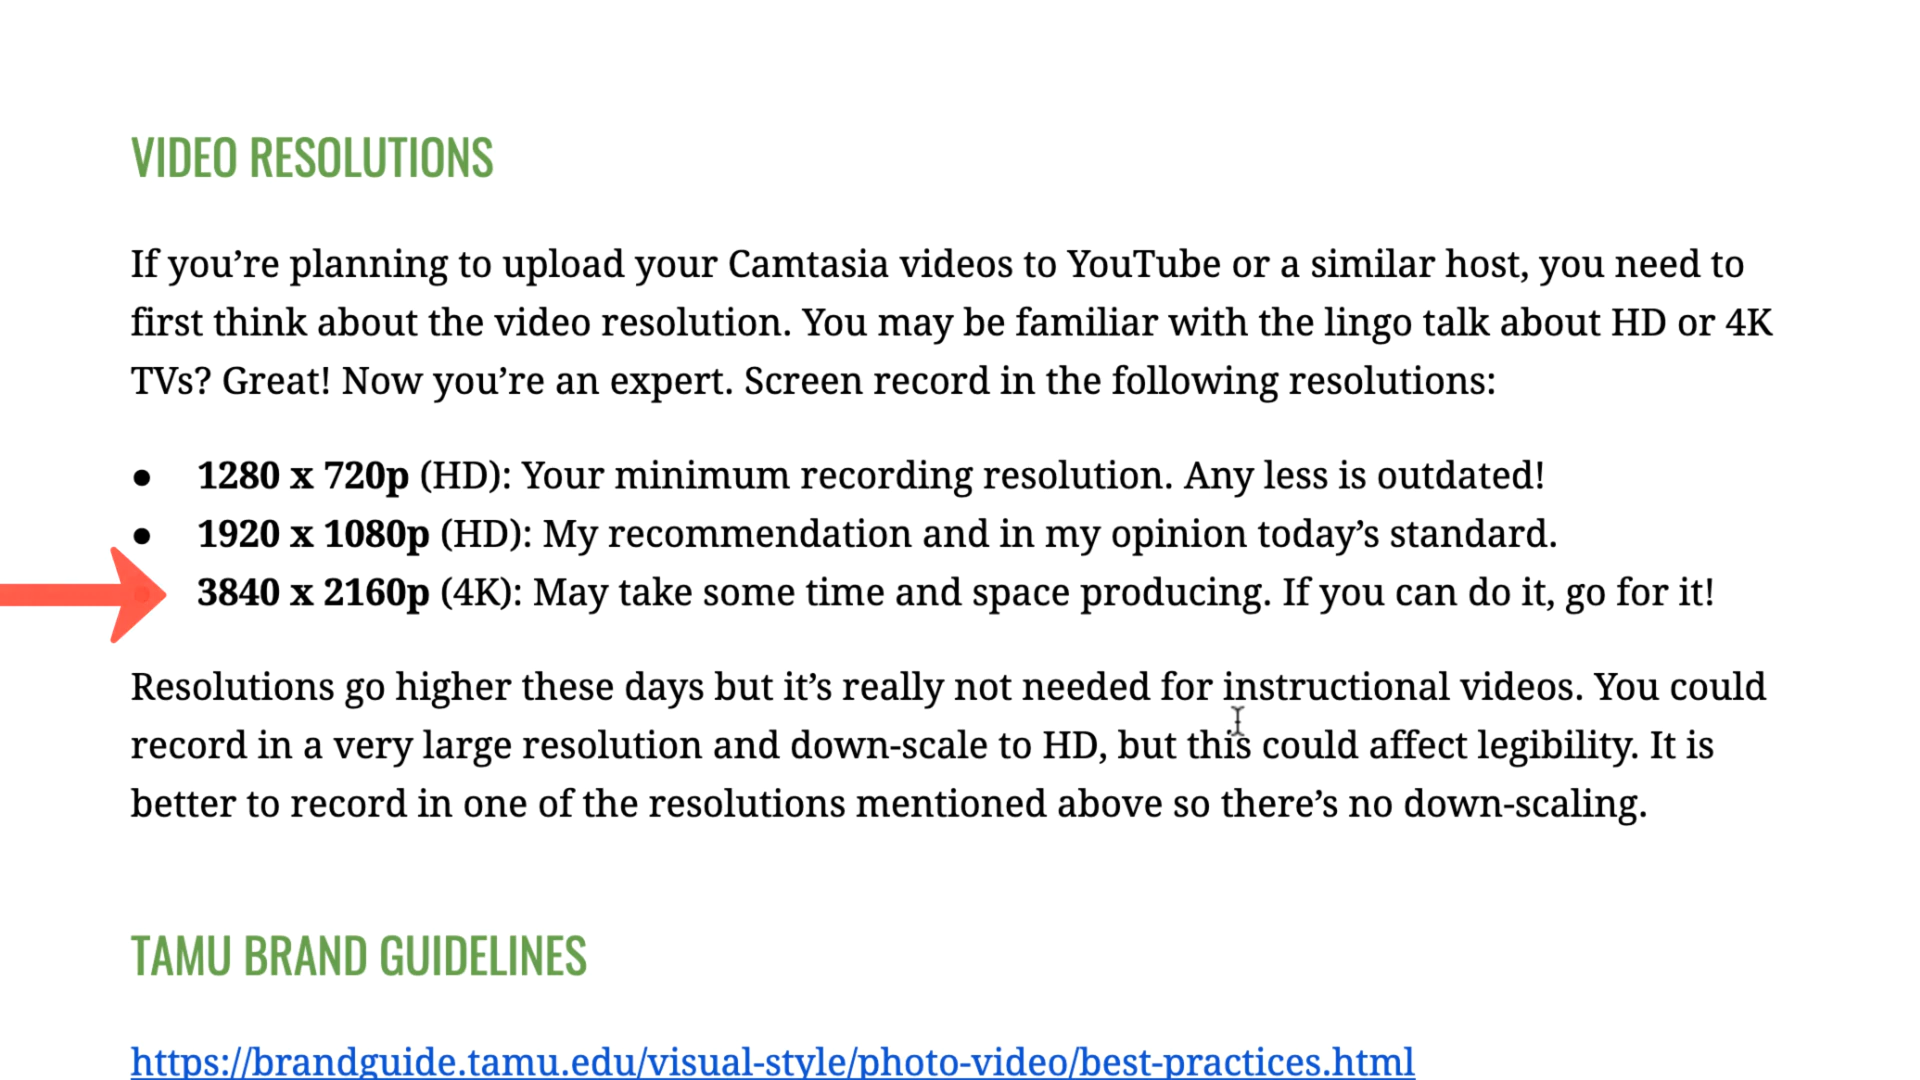 VIDEO RESOLUTIONS
If you’re planning to upload your Camtasia videos to YouTube or a similar host, you need to
first think about the video resolution. You may be familiar with the lingo talk about HD or 4K
TVs? Great! Now you’re an expert. Screen record in the following resolutions:
● 1280 x 720p (HD): Your minimum recording resolution. Any less is outdated!
● 1920 x 1080p (HD): My recommendation and in my opinion today’s standard.
3840 x 2160p (4K): May take some time and space producing. If you can do it, go for it!
Resolutions go higher these days but it’s really not needed for instructional videos. You could
record in a very large resolution and down-scale to HD, but this could affect legibility. It is
better to record in one of the resolutions mentioned above so there’s no down-scaling.
TAMU BRAND GUIDELINES
https://brandguide.tamu.edu/visual-style/photo-video/best-practices.html